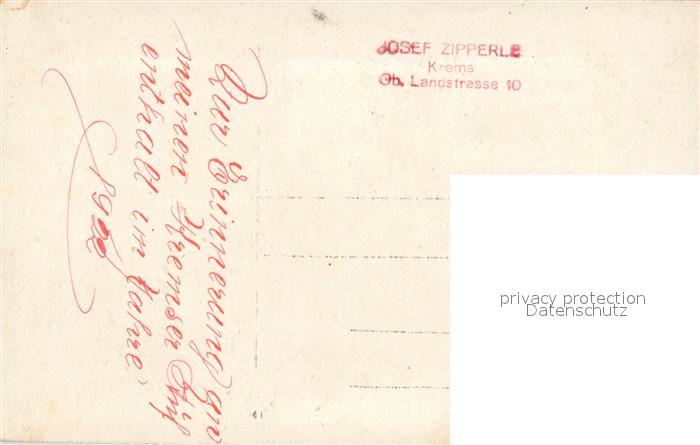 JOSEF ZIPPERLE
Krems
Ob. Landstrasse 10
Zur Erinnerung an
meinen Kremser Auf
enthalt im Jahre
privacy protection
Datenschutz